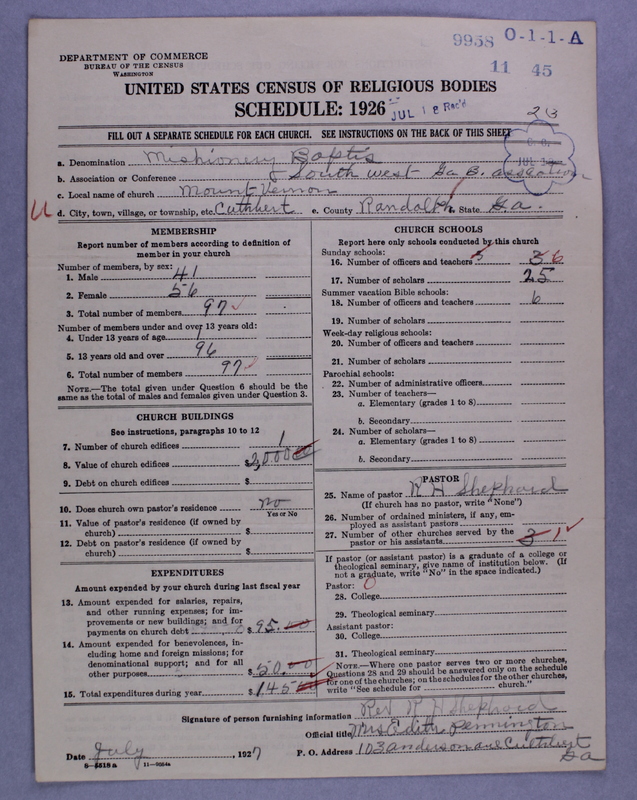 9958 0-1-1-A
11 45
DEPARTMENT OF COMMERCE
BUREAU OF THE CENSUS
WASHINGTON
UNITED STATES CENSUS OF RELIGIOUS BODIES
SCHEDULE: 1926
JUL 18 Rec'd
FILL OUT A SEPARATE SCHEDULE FOR EACH CHURCH. SEE INSTRUCTIONS ON THE BACK OF THIS SHEET
a. Denomination Mishionery Baptis
b. Association or Conference South west Ga B. assocation
c. Local name of church Mount Vernon
d. City, town, village, or township, etc. Cuthbert e. County Randolph f. State Ga.
MEMBERSHIP
Report number of members according to definition of
member in your church
Number of members, by sex:
1. Male 41
2. Female 56
3. Total number of members 97
Number of members under and over 13 years old:
4. Under 13 years of age 1
5. 13 years old and over 96
6. Total number of members 97
NOTE.—The total given under Question 6 should be the
same as the total of males and females given under Question 3.
CHURCH BUILDINGS
See instructions, paragraphs 10 to 12
7. Number of church edifices 1
8. Value of church edifices $2,000
9. Debt on church edifices $
10. Does church own pastor's residence no
Yes or No
11. Value of pastor's residence (if owned by
church) $
12. Debt on pastor's residence (if owned by
church) $
EXPENDITURES
Amount expended by your church during last fiscal year
13. Amount expended for salaries, repairs,
and other running expenses; for im-
provements or new buildings; and for
payments on church debt $95.00
14. Amount expended for benevolences, in-
cluding home and foreign missions; for
denominational support; and for all
other purposes $50.00
15. Total expenditures during year $145
CHURCH SCHOOLS
Report here only schools conducted by this church
Sunday schools:
16. Number of officers and teachers 3 6
17. Number of scholars 25
Summer vacation Bible schools:
18. Number of officers and teachers 6
19. Number of scholars
Week-day religious schools:
20. Number of officers and teachers
21. Number of scholars
Parochial schools:
22. Number of administrative officers
23. Number of teachers—
a. Elementary (grades 1 to 8)
b. Secondary
24. Number of scholars—
a. Elementary (grades 1 to 8)
b. Secondary
PASTOR
25. Name of pastor R H Shephard
(If church has no pastor, write "None")
26. Number of ordained ministers, if any, em-
ployed as assistant pastors
27. Number of other churches served by the
pastor or his assistants 3 1
If pastor (or assistant pastor) is a graduate of a college or
theological seminary, give name of institution below. (If
not a graduate, write "No" in the space indicated.)
Pastor: 0
28. College
29. Theological seminary
Assistant pastor:
30. College
31. Theological seminary
NOTE.—Where one pastor serves two or more churches,
Questions 28 and 29 should be answered only on the schedule
for one of the churches; on the schedules for the other churches,
write "See schedule for church."
Signature of person furnishing information Rev R H Shephard
Official title Mrs Edith Pennington
Date July, 1927 P. O. Address 103 anderson ave Cuthbert
Ga
8-5518a 11-9554a